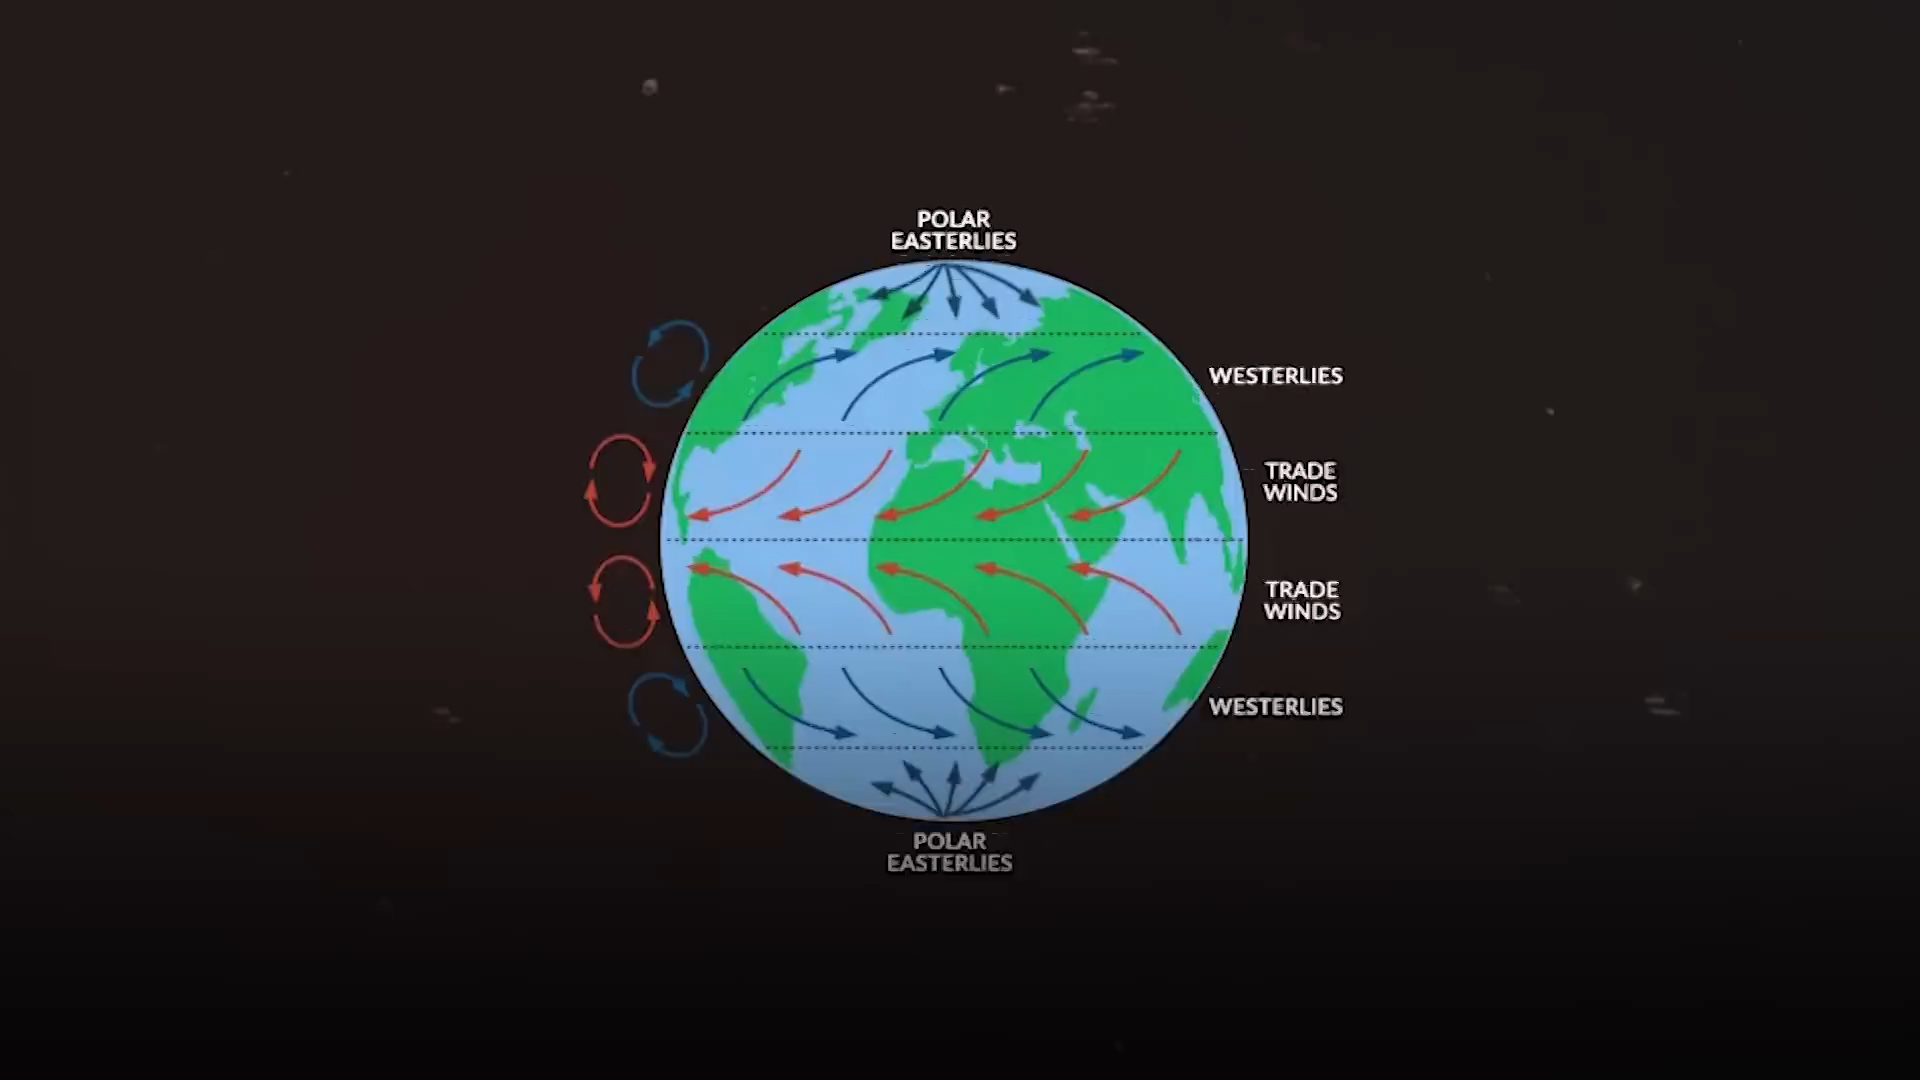 POLAR
EASTERLIES
WESTERLIES
TRADE
WINDS
TRADE
WINDS
WESTERLIES
POLAR
EASTERLIES